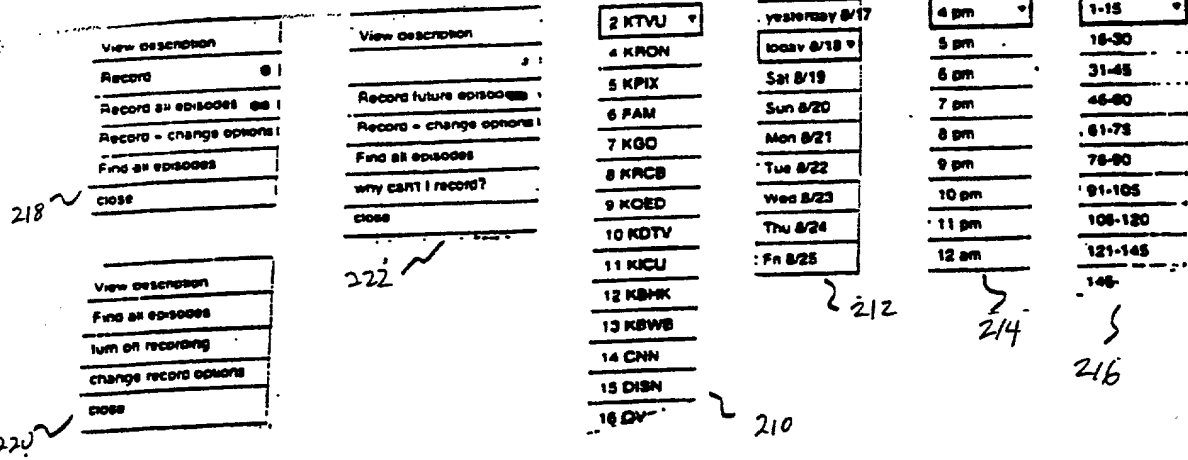 View description
Record
Record all episodes
Record - change options
Find all episodes
close
218
View description
Find all episodes
turn off recording
change record options
close
220
View description
Record future episodes
Record - change options
Find all episodes
why can't I record?
close
222
2 KTVU
4 KRON
5 KPIX
6 FAM
7 KGO
8 KRCB
9 KQED
10 KDTV
11 KICU
12 KBHK
13 KBWB
14 CNN
15 DISN
16 OV
210
yesterday 8/17
today 8/18
Sat 8/19
Sun 8/20
Mon 8/21
Tue 8/22
Wed 8/23
Thu 8/24
Fri 8/25
212
4 pm
5 pm
6 pm
7 pm
8 pm
9 pm
10 pm
11 pm
12 am
214
1-15
16-30
31-45
46-60
61-75
76-90
91-105
106-120
121-145
146-
216